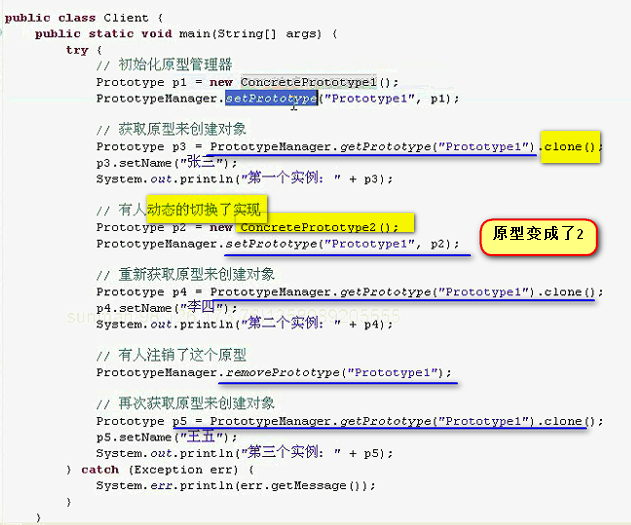 public class Client {
public static void main(String[] args) {
try {
// 初始化原型管理器
Prototype p1 = new ConcretePrototype1();
PrototypeManager.setPrototype("Prototype1", p1);
// 获取原型来创建对象
Prototype p3 = PrototypeManager.getPrototype("Prototype1").clone();
p3.setName("张三");
System.out.println("第一个实例: " + p3);
// 有人动态的切换了实现
Prototype p2 = new ConcretePrototype2();
PrototypeManager.setPrototype("Prototype1", p2);
原型变成了2
// 重新获取原型来创建对象
Prototype p4 = PrototypeManager.getPrototype("Prototype1").clone();
p4.setName("李四");
System.out.println("第二个实例: " + p4);
// 有人注销了这个原型
PrototypeManager.removePrototype("Prototype1");
// 再次获取原型来创建对象
Prototype p5 = PrototypeManager.getPrototype("Prototype1").clone();
p5.setName("王五");
System.out.println("第三个实例: " + p5);
} catch (Exception err) {
System.err.println(err.getMessage());
}
}